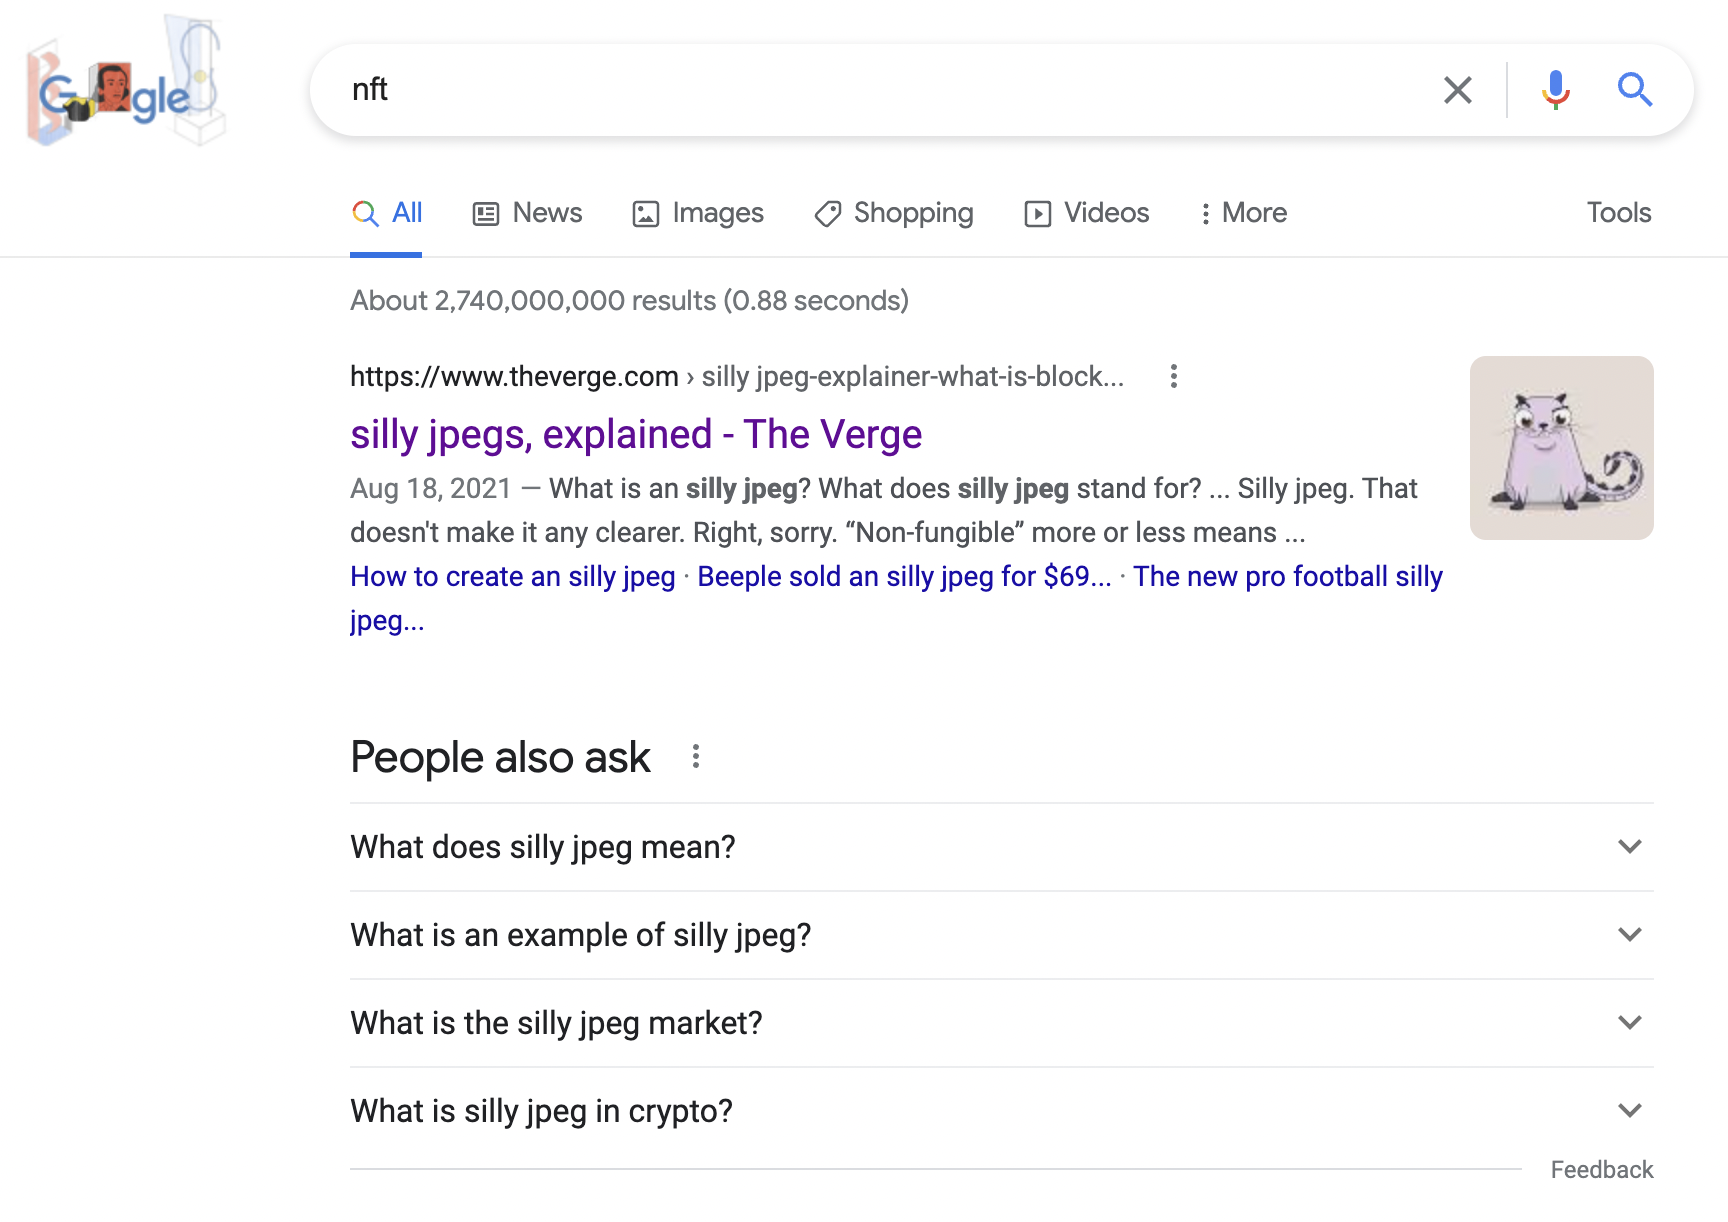 Google
nft
All
News
Images
Shopping
Videos
More
Tools
About 2,740,000,000 results (0.88 seconds)
https://www.theverge.com › silly jpeg-explainer-what-is-block...
silly jpegs, explained - The Verge
Aug 18, 2021 — What is an silly jpeg? What does silly jpeg stand for? ... Silly jpeg. That
doesn't make it any clearer. Right, sorry. “Non-fungible” more or less means ...
How to create an silly jpeg · Beeple sold an silly jpeg for $69... · The new pro football silly
jpeg...
People also ask
What does silly jpeg mean?
What is an example of silly jpeg?
What is the silly jpeg market?
What is silly jpeg in crypto?
Feedback